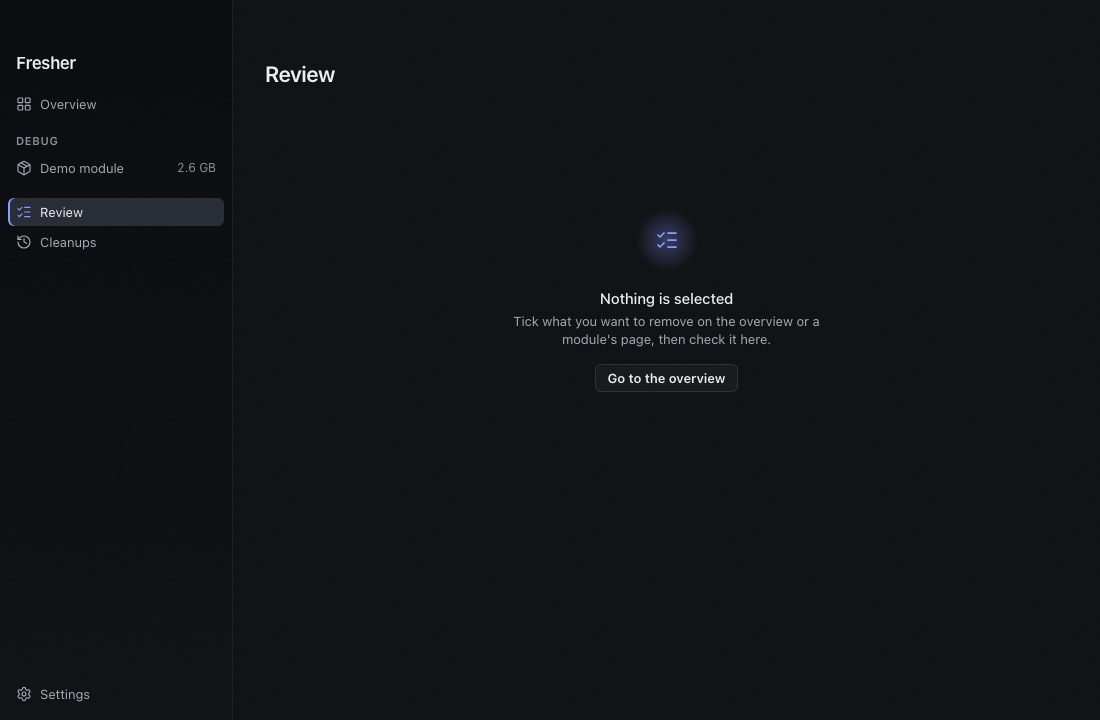 Fresher
Overview
DEBUG
Demo module 2.6 GB
Review
Cleanups
Settings
Review
Nothing is selected
Tick what you want to remove on the overview or a
module's page, then check it here.
Go to the overview